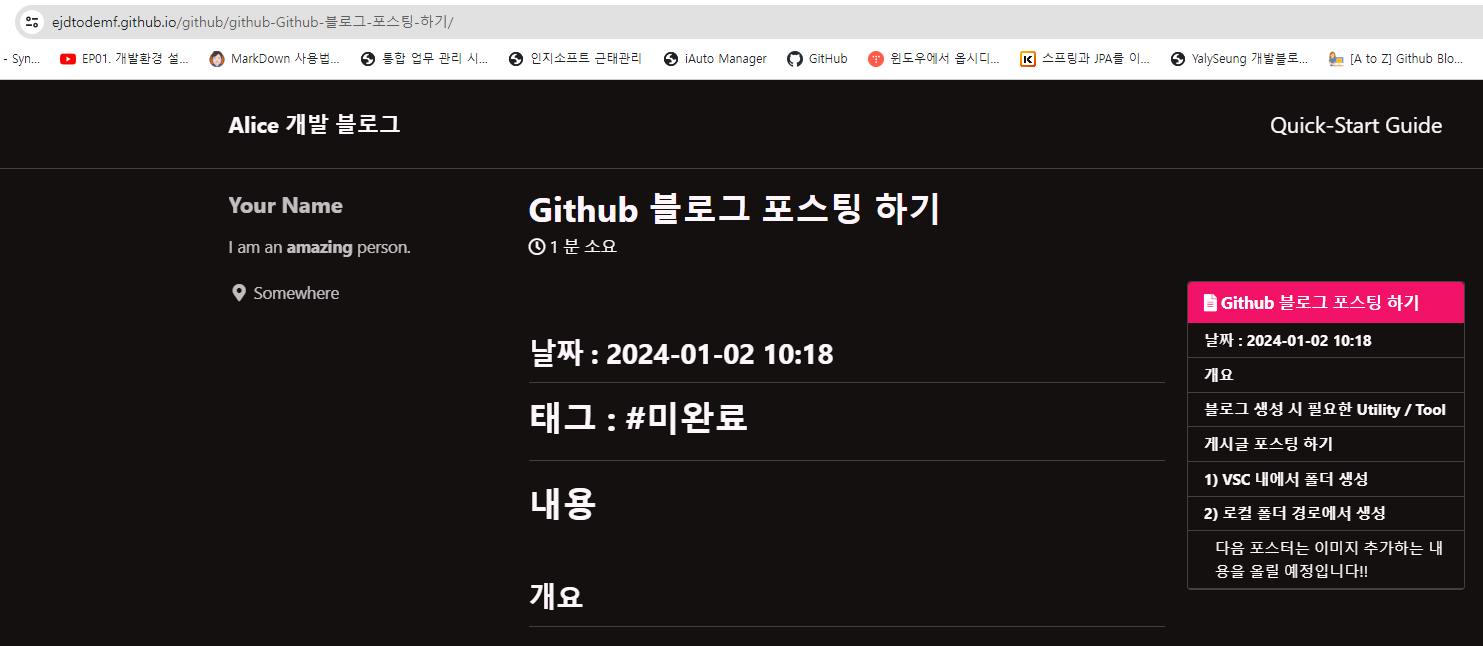 ejdtodemf.github.io/github/github-Github-블로그-포스팅-하기/
- Syn... EP01. 개발환경 설... MarkDown 사용법... 통합 업무 관리 시... 인지소프트 근태관리 iAuto Manager GitHub 윈도우에서 옵시디... 스프링과 JPA를 이... YalySeung 개발블로... [A to Z] Github Blo...
Alice 개발 블로그
Quick-Start Guide
Your Name
I am an amazing person.
Somewhere
Github 블로그 포스팅 하기
1 분 소요
날짜 : 2024-01-02 10:18
태그 : #미완료
내용
개요
Github 블로그 포스팅 하기
날짜 : 2024-01-02 10:18
개요
블로그 생성 시 필요한 Utility / Tool
게시글 포스팅 하기
1) VSC 내에서 폴더 생성
2) 로컬 폴더 경로에서 생성
다음 포스터는 이미지 추가하는 내
용을 올릴 예정입니다!!